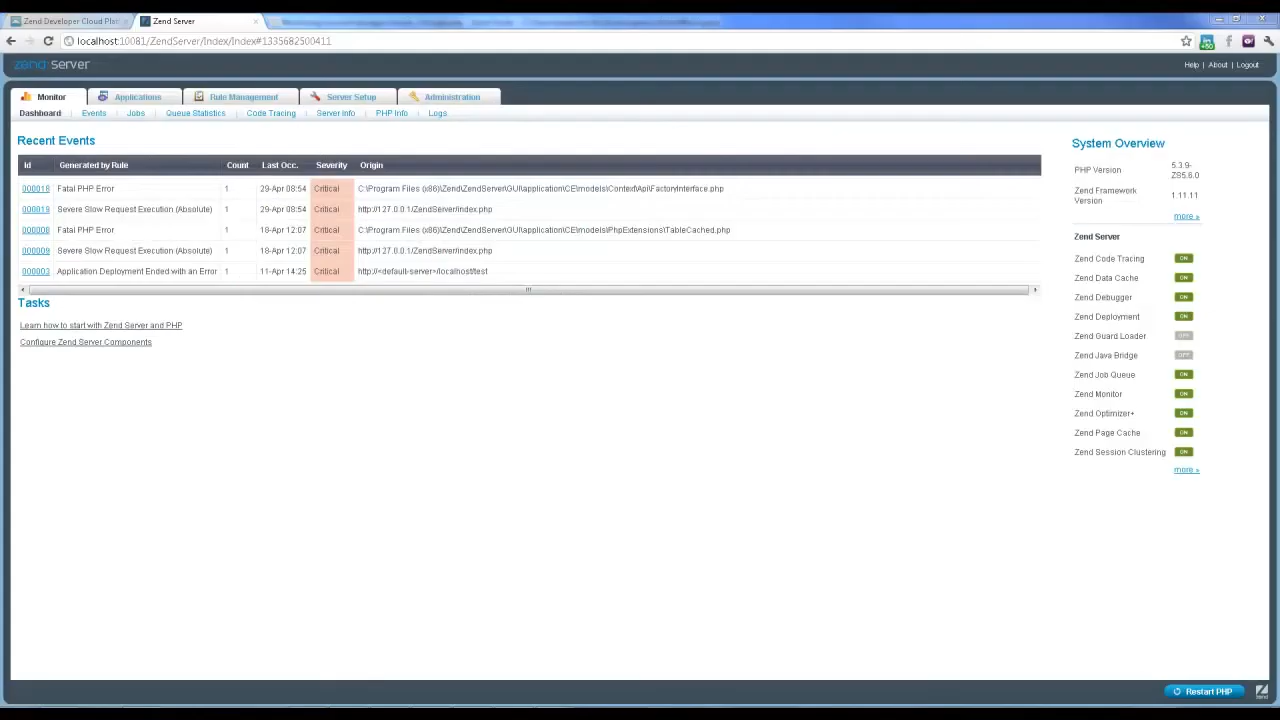 Zend Developer Cloud Platf
Zend Server
localhost:10081/ZendServer/Index/Index#1335682500411
zend server
Help | About | Logout
Monitor Applications Rule Management Server Setup Administration
Dashboard | Events | Jobs | Queue Statistics | Code Tracing | Server Info | PHP Info | Logs
Recent Events
Id Generated by Rule Count Last Occ. Severity Origin
000018 Fatal PHP Error 1 29-Apr 08:54 Critical C:\Program Files (x86)\Zend\ZendServer\GUI\application\CE\models\Context\Api\FactoryInterface.php
000019 Severe Slow Request Execution (Absolute) 1 29-Apr 08:54 Critical http://127.0.0.1/ZendServer/index.php
000008 Fatal PHP Error 1 18-Apr 12:07 Critical C:\Program Files (x86)\Zend\ZendServer\GUI\application\CE\models\PhpExtensions\TableCached.php
000009 Severe Slow Request Execution (Absolute) 1 18-Apr 12:07 Critical http://127.0.0.1/ZendServer/index.php
000003 Application Deployment Ended with an Error 1 11-Apr 14:25 Critical http://<default-server>/localhost/test
Tasks
Learn how to start with Zend Server and PHP
Configure Zend Server Components
System Overview
PHP Version 5.3.9-ZS5.6.0
Zend Framework Version 1.11.11
more »
Zend Server
Zend Code Tracing ON
Zend Data Cache ON
Zend Debugger ON
Zend Deployment ON
Zend Guard Loader OFF
Zend Java Bridge OFF
Zend Job Queue ON
Zend Monitor ON
Zend Optimizer+ ON
Zend Page Cache ON
Zend Session Clustering ON
more »
Restart PHP